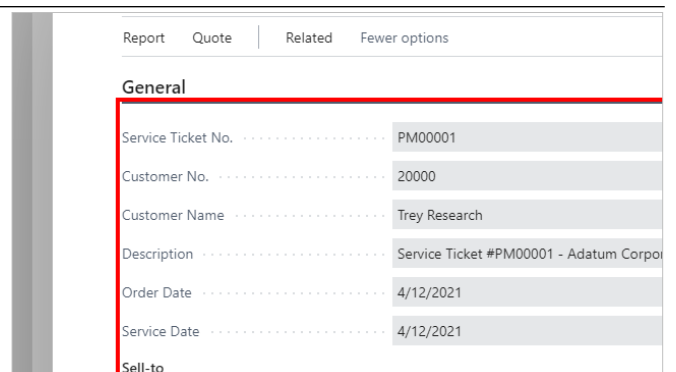 Report Quote Related Fewer options
General
Service Ticket No. PM00001
Customer No. 20000
Customer Name Trey Research
Description Service Ticket #PM00001 - Adatum Corpor
Order Date 4/12/2021
Service Date 4/12/2021
Sell-to